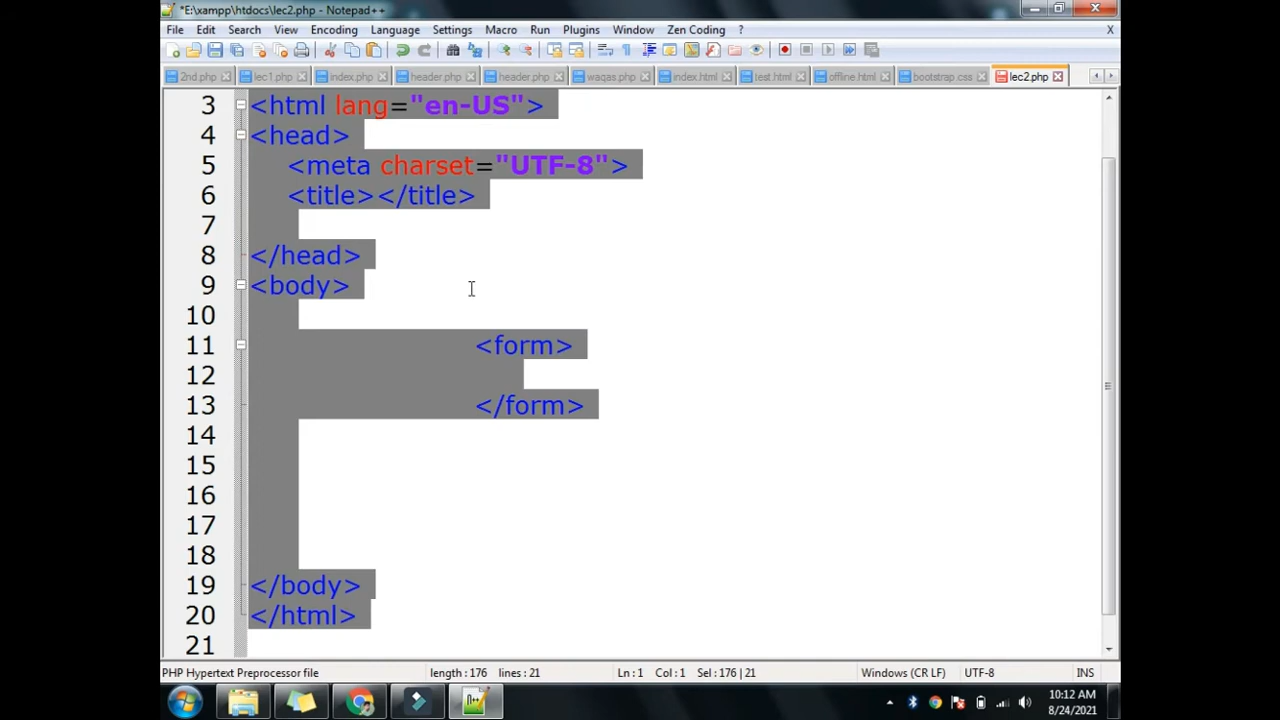 *E:\xampp\htdocs\lec2.php - Notepad++
File Edit Search View Encoding Language Settings Macro Run Plugins Window Zen Coding ? X
2nd.php lec1.php index.php header.php header.php waqas.php index.html test.html offline.html bootstrap.css lec2.php
3 <html lang="en-US">
4 <head>
5 <meta charset="UTF-8">
6 <title></title>
7
8 </head>
9 <body>
10
11 <form>
12
13 </form>
14
15
16
17
18
19 </body>
20 </html>
21
PHP Hypertext Preprocessor file length : 176 lines : 21 Ln : 1 Col : 1 Sel : 176 | 21 Windows (CR LF) UTF-8 INS
10:12 AM
8/24/2021